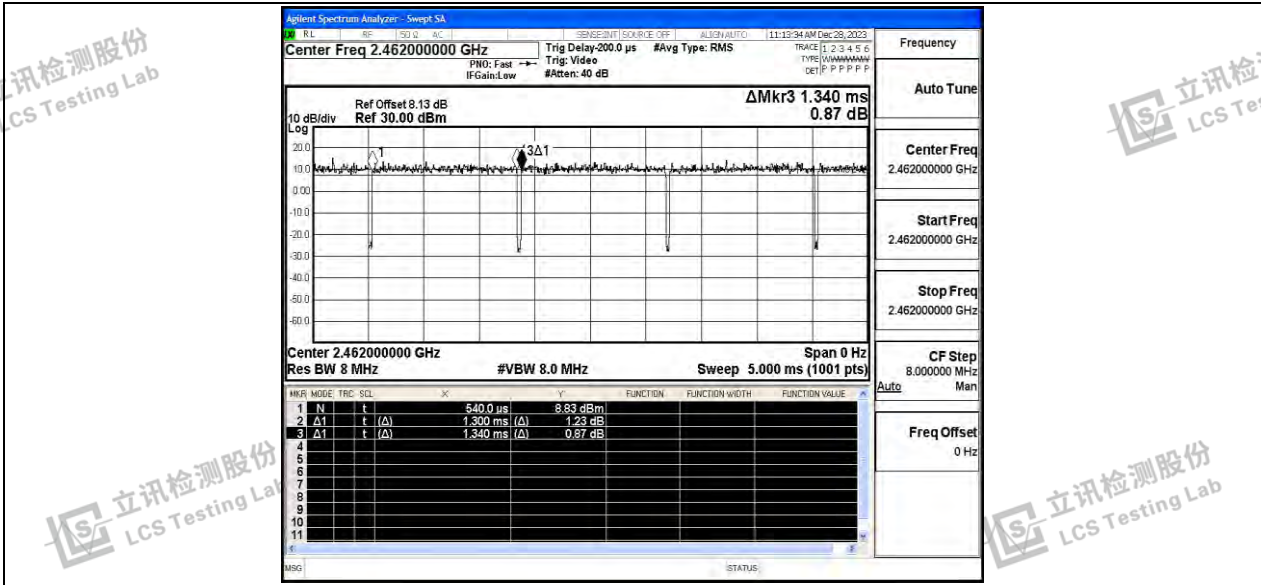 Agilent Spectrum Analyzer - Swept SA
RL RF 50 Ω AC SENSE:INT SOURCE OFF ALIGN AUTO 11:13:34 AM Dec 28, 2023
Center Freq 2.462000000 GHz
PNO: Fast
IFGain:Low
Trig Delay-200.0 µs #Avg Type: RMS
Trig: Video
#Atten: 40 dB
TRACE 1 2 3 4 5 6
TYPE
DET P P P P P P
Frequency
Auto Tune
Center Freq
2.462000000 GHz
Start Freq
2.462000000 GHz
Stop Freq
2.462000000 GHz
CF Step
8.000000 MHz
Auto Man
Freq Offset
0 Hz
ΔMkr3 1.340 ms
0.87 dB
Ref Offset 8.13 dB
10 dB/div Ref 30.00 dBm
Log
20.0
10.0
0.00
-10.0
-20.0
-30.0
-40.0
-50.0
-60.0
1
3Δ1
Center 2.462000000 GHz Span 0 Hz
Res BW 8 MHz #VBW 8.0 MHz Sweep 5.000 ms (1001 pts)
MKR MODE TRC SCL X Y FUNCTION FUNCTION WIDTH FUNCTION VALUE
1 N t 540.0 µs 8.83 dBm
2 Δ1 t (Δ) 1.300 ms (Δ) 1.23 dB
3 Δ1 t (Δ) 1.340 ms (Δ) 0.87 dB
4
5
6
7
8
9
10
11
MSG STATUS
讯检测股份
LCS Testing Lab
立讯检
LCS Tes
立讯检测股份
LCS Testing Lab
立讯检测股份
LCS Testing Lab